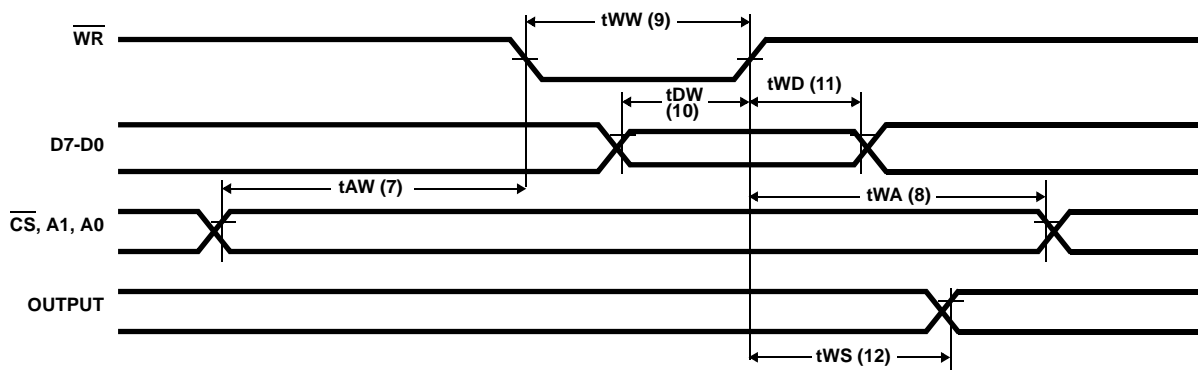 tWW (9)
WR
tDW
(10)
tWD (11)
D7-D0
tAW (7)
tWA (8)
CS, A1, A0
OUTPUT
tWS (12)